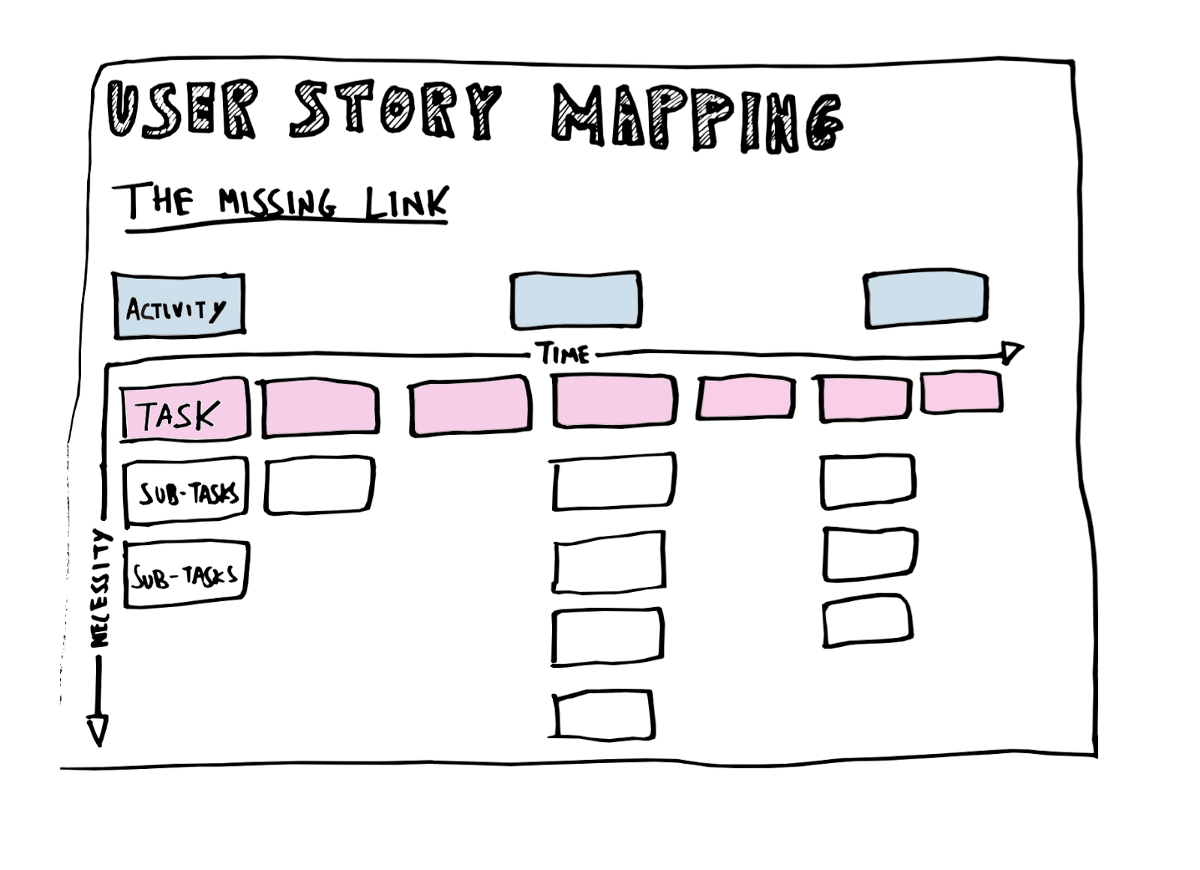 USER STORY MAPPING
THE MISSING LINK
ACTIVITY
TIME
TASK
SUB-TASKS
SUB-TASKS
NECESSITY